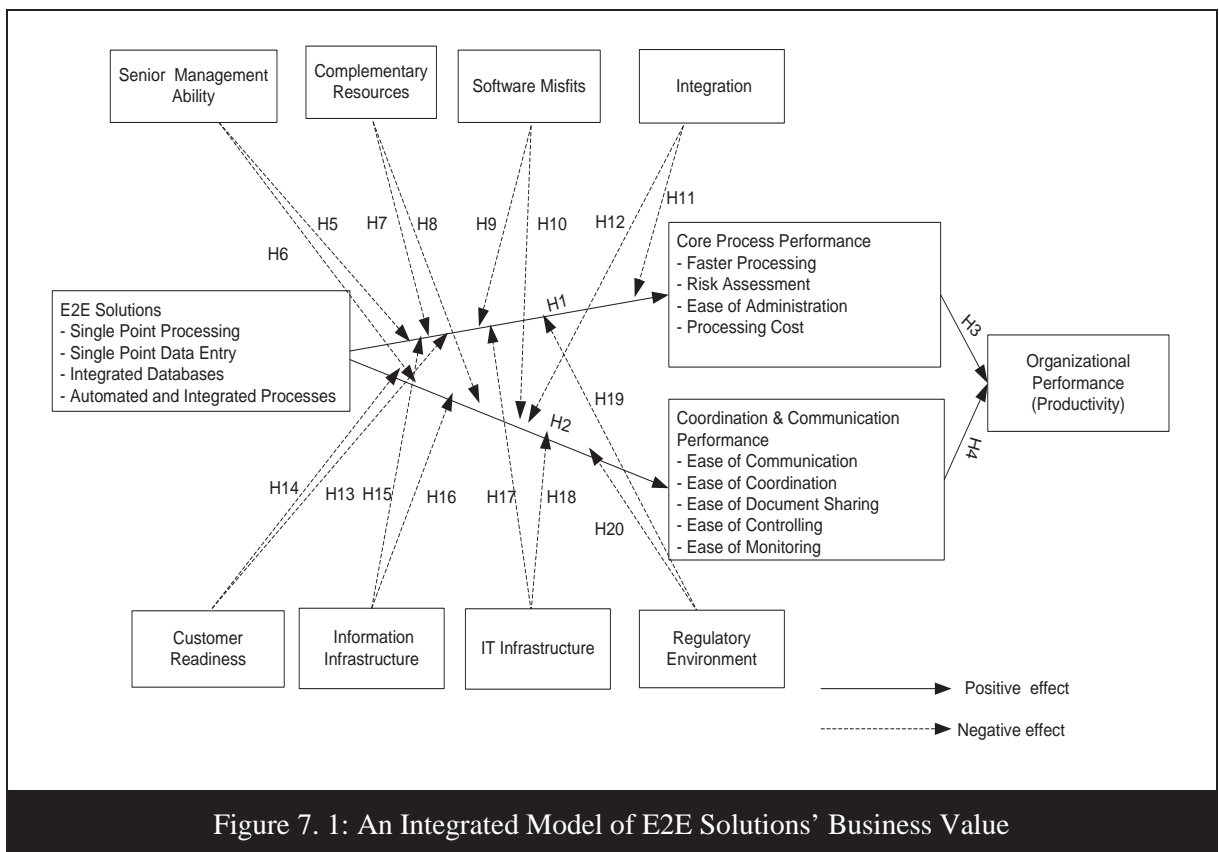 Senior Management
Ability
Complementary
Resources
Software Misfits
Integration
H5
H6
H7
H8
H9
H10
H12
H11
E2E Solutions
- Single Point Processing
- Single Point Data Entry
- Integrated Databases
- Automated and Integrated Processes
H1
H2
Core Process Performance
- Faster Processing
- Risk Assessment
- Ease of Administration
- Processing Cost
H3
H4
Organizational
Performance
(Productivity)
Coordination & Communication
Performance
- Ease of Communication
- Ease of Coordination
- Ease of Document Sharing
- Ease of Controlling
- Ease of Monitoring
H14
H13
H15
H16
H17
H18
H19
H20
Customer
Readiness
Information
Infrastructure
IT Infrastructure
Regulatory
Environment
Positive effect
Negative effect
Figure 7. 1: An Integrated Model of E2E Solutions’ Business Value